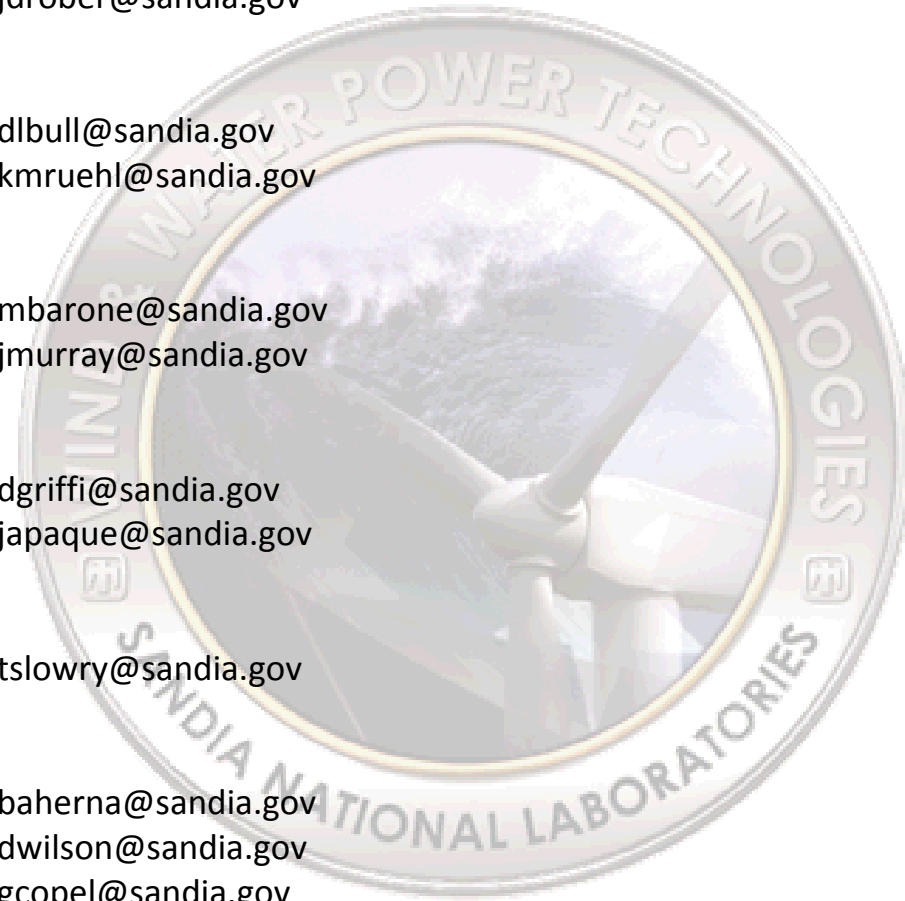 jdrober@sandia.gov
dlbull@sandia.gov
kmruehl@sandia.gov
mbarone@sandia.gov
jmurray@sandia.gov
dgriffi@sandia.gov
japaque@sandia.gov
tslowry@sandia.gov
baherna@sandia.gov
dwilson@sandia.gov
gcopel@sandia.gov
WIND & WATER POWER TECHNOLOGIES
SANDIA NATIONAL LABORATORIES